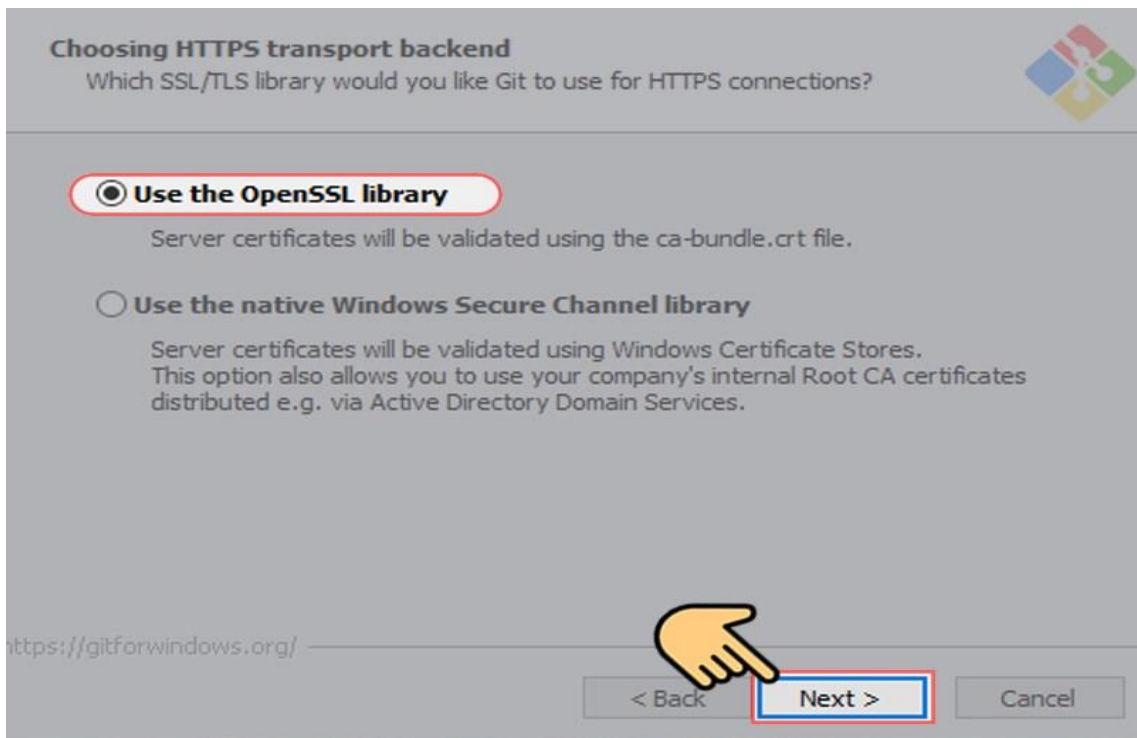 Choosing HTTPS transport backend
Which SSL/TLS library would you like Git to use for HTTPS connections?
Use the OpenSSL library
Server certificates will be validated using the ca-bundle.crt file.
Use the native Windows Secure Channel library
Server certificates will be validated using Windows Certificate Stores.
This option also allows you to use your company's internal Root CA certificates
distributed e.g. via Active Directory Domain Services.
https://gitforwindows.org/
< Back Next > Cancel